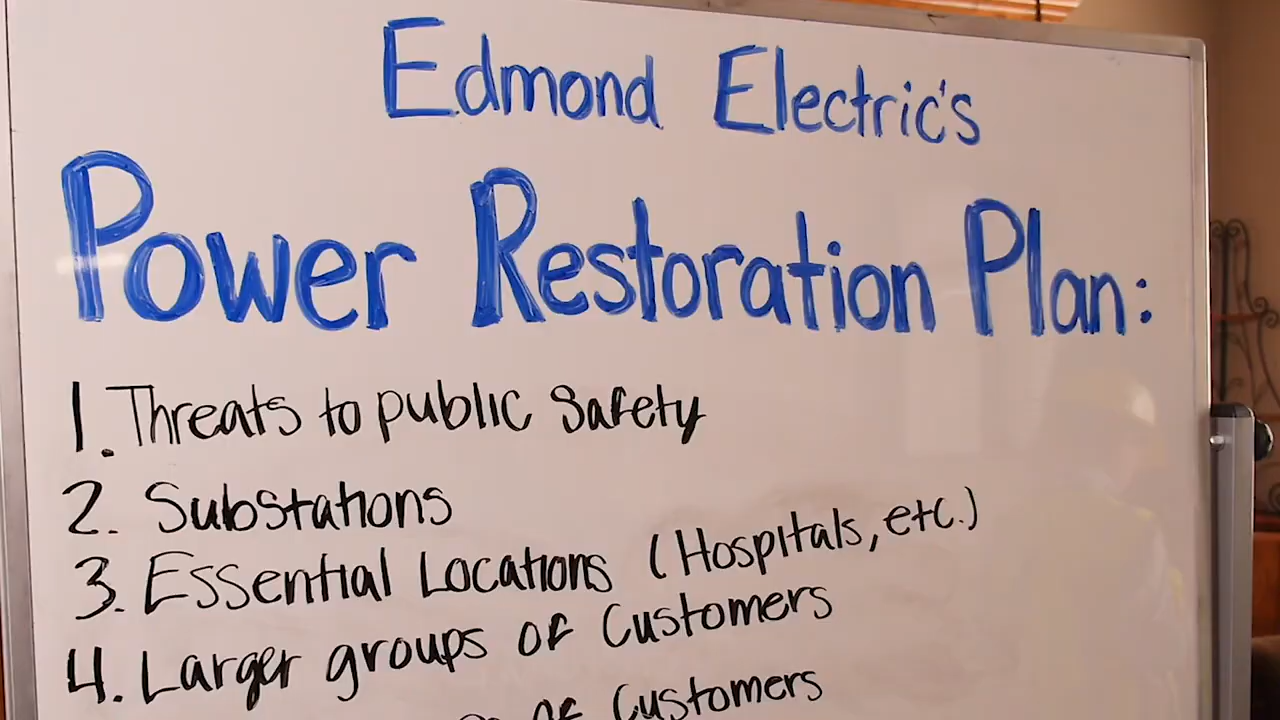 Edmond Electric's
Power Restoration Plan:
1. Threats to public Safety
2. Substations
3. Essential Locations (Hospitals, etc.)
4. Larger groups of Customers
of Customers